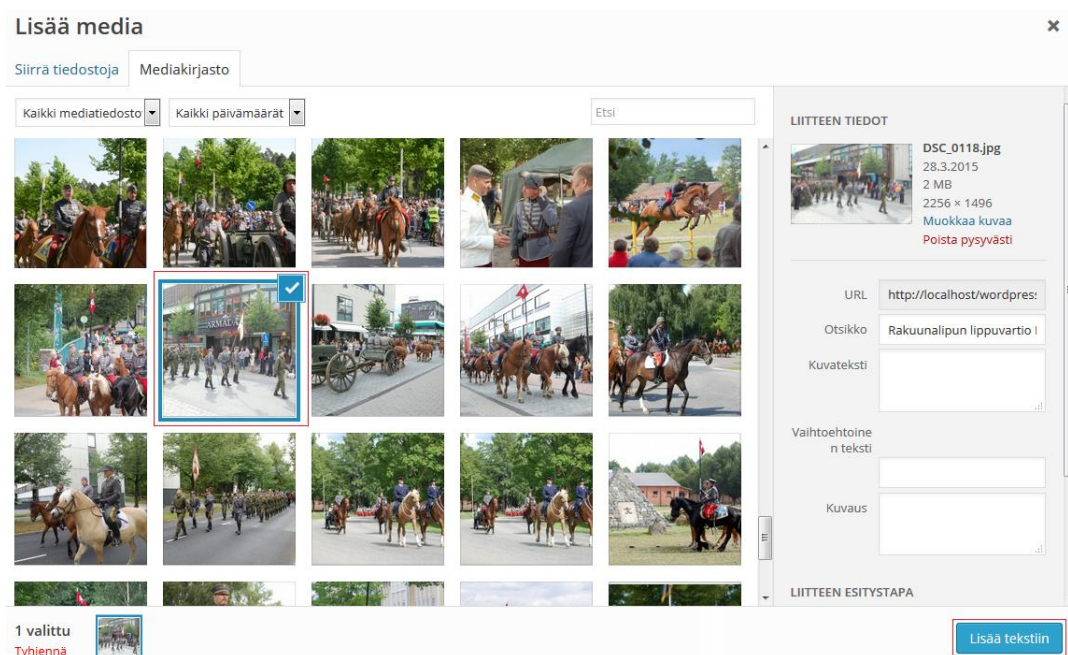 Lisää media
Siirrä tiedostoja
Mediakirjasto
Kaikki mediatiedosto
Kaikki päivämäärät
Etsi
ARMADA
LIITTEEN TIEDOT
DSC_0118.jpg
28.3.2015
2 MB
2256 × 1496
Muokkaa kuvaa
Poista pysyvästi
URL http://localhost/wordpress
Otsikko Rakuunalipun lippuvartio
Kuvateksti
Vaihtoehtoine
n teksti
Kuvaus
LIITTEEN ESITYSTAPA
1 valittu
Tyhjennä
Lisää tekstiin